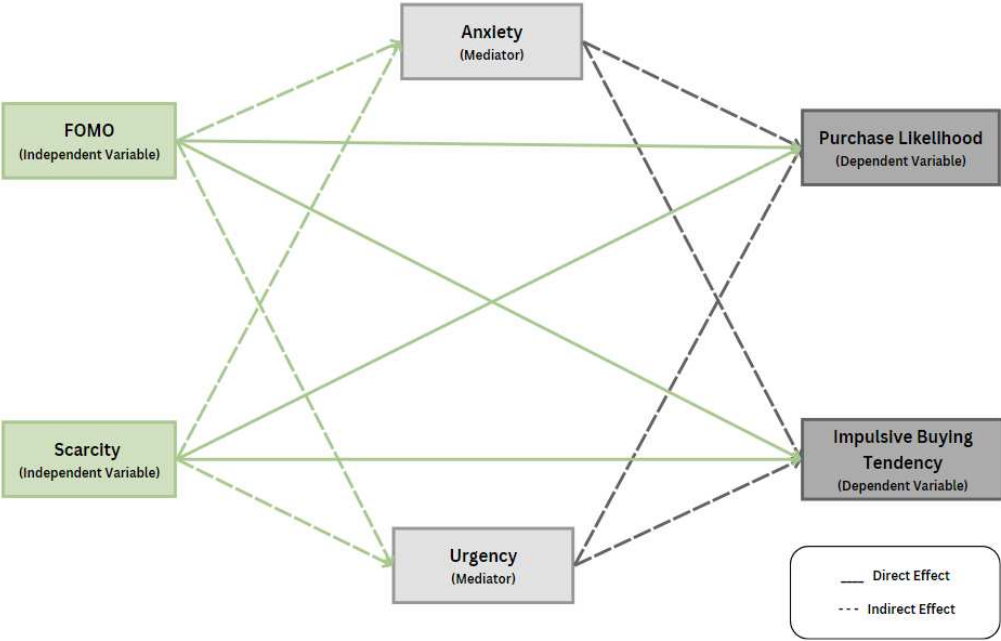 Anxiety
(Mediator)
FOMO
(Independent Variable)
Purchase Likelihood
(Dependent Variable)
Scarcity
(Independent Variable)
Impulsive Buying
Tendency
(Dependent Variable)
Urgency
(Mediator)
Direct Effect
Indirect Effect